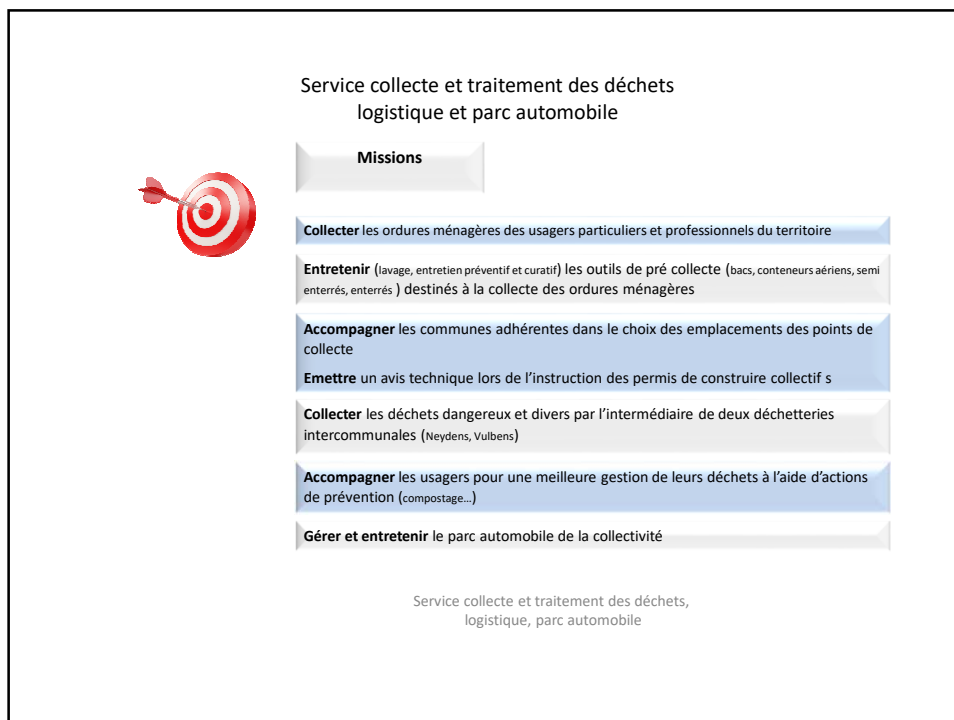 Service collecte et traitement des déchets
logistique et parc automobile
Missions
Collecter les ordures ménagères des usagers particuliers et professionnels du territoire
Entretenir (lavage, entretien préventif et curatif) les outils de pré collecte (bacs, conteneurs aériens, semi
enterrés, enterrés ) destinés à la collecte des ordures ménagères
Accompagner les communes adhérentes dans le choix des emplacements des points de
collecte
Emettre un avis technique lors de l’instruction des permis de construire collectif s
Collecter les déchets dangereux et divers par l’intermédiaire de deux déchetteries
intercommunales (Neydens, Vulbens)
Accompagner les usagers pour une meilleure gestion de leurs déchets à l’aide d’actions
de prévention (compostage…)
Gérer et entretenir le parc automobile de la collectivité
Service collecte et traitement des déchets,
logistique, parc automobile